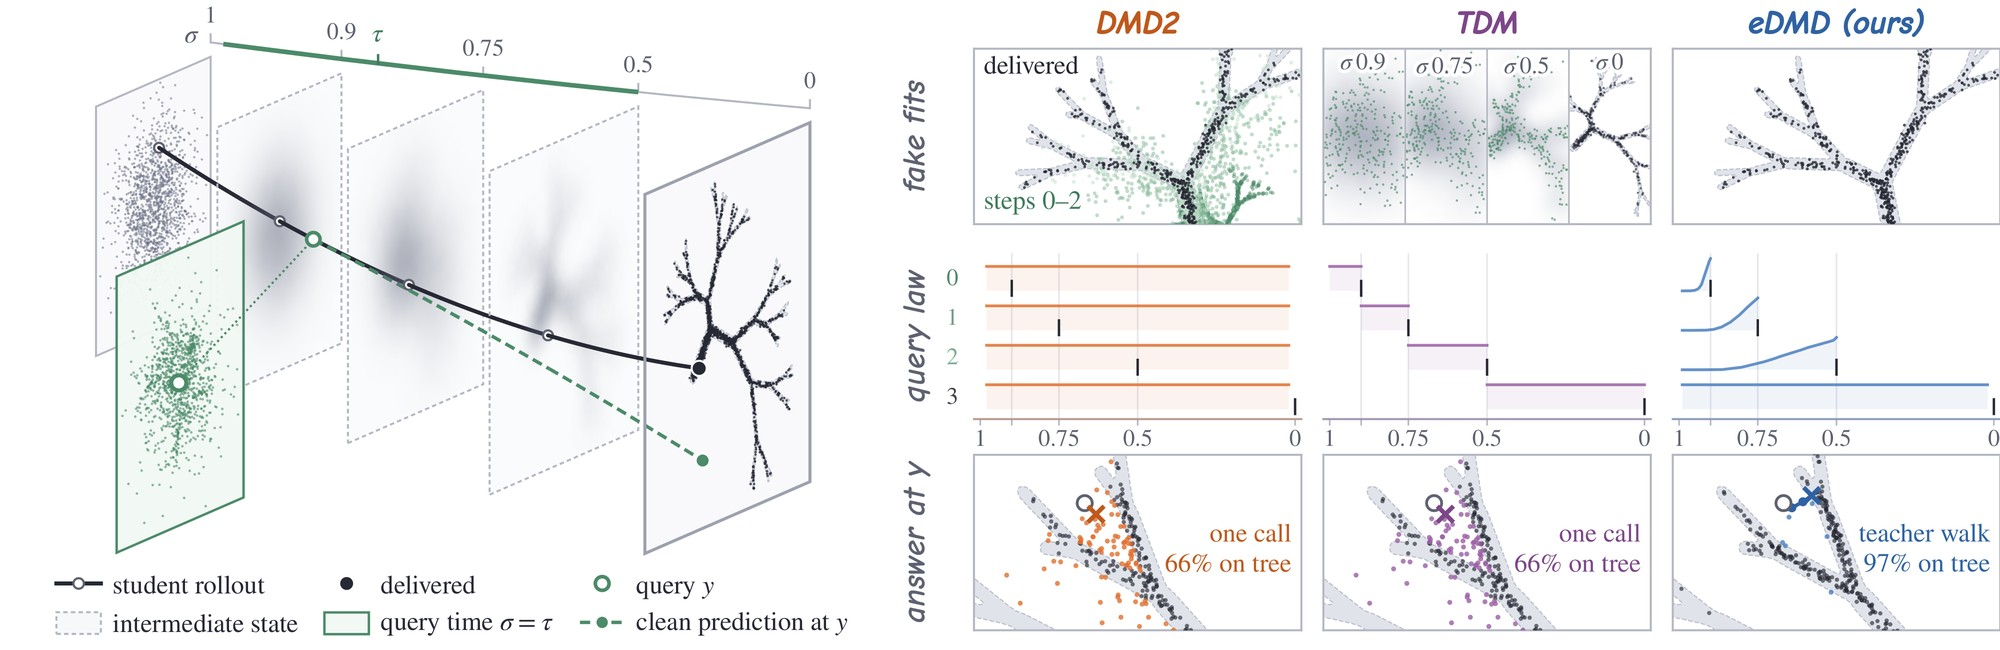 1
σ
0.9
τ
0.75
0.5
0
student rollout
delivered
query y
intermediate state
query time σ = τ
clean prediction at y
DMD2
TDM
eDMD (ours)
fake fits
delivered
steps 0–2
σ 0.9
σ 0.75
σ 0.5
σ 0
query law
0
1
2
3
1
0.75
0.5
0
1
0.75
0.5
0
1
0.75
0.5
0
answer at y
one call
66% on tree
one call
66% on tree
teacher walk
97% on tree